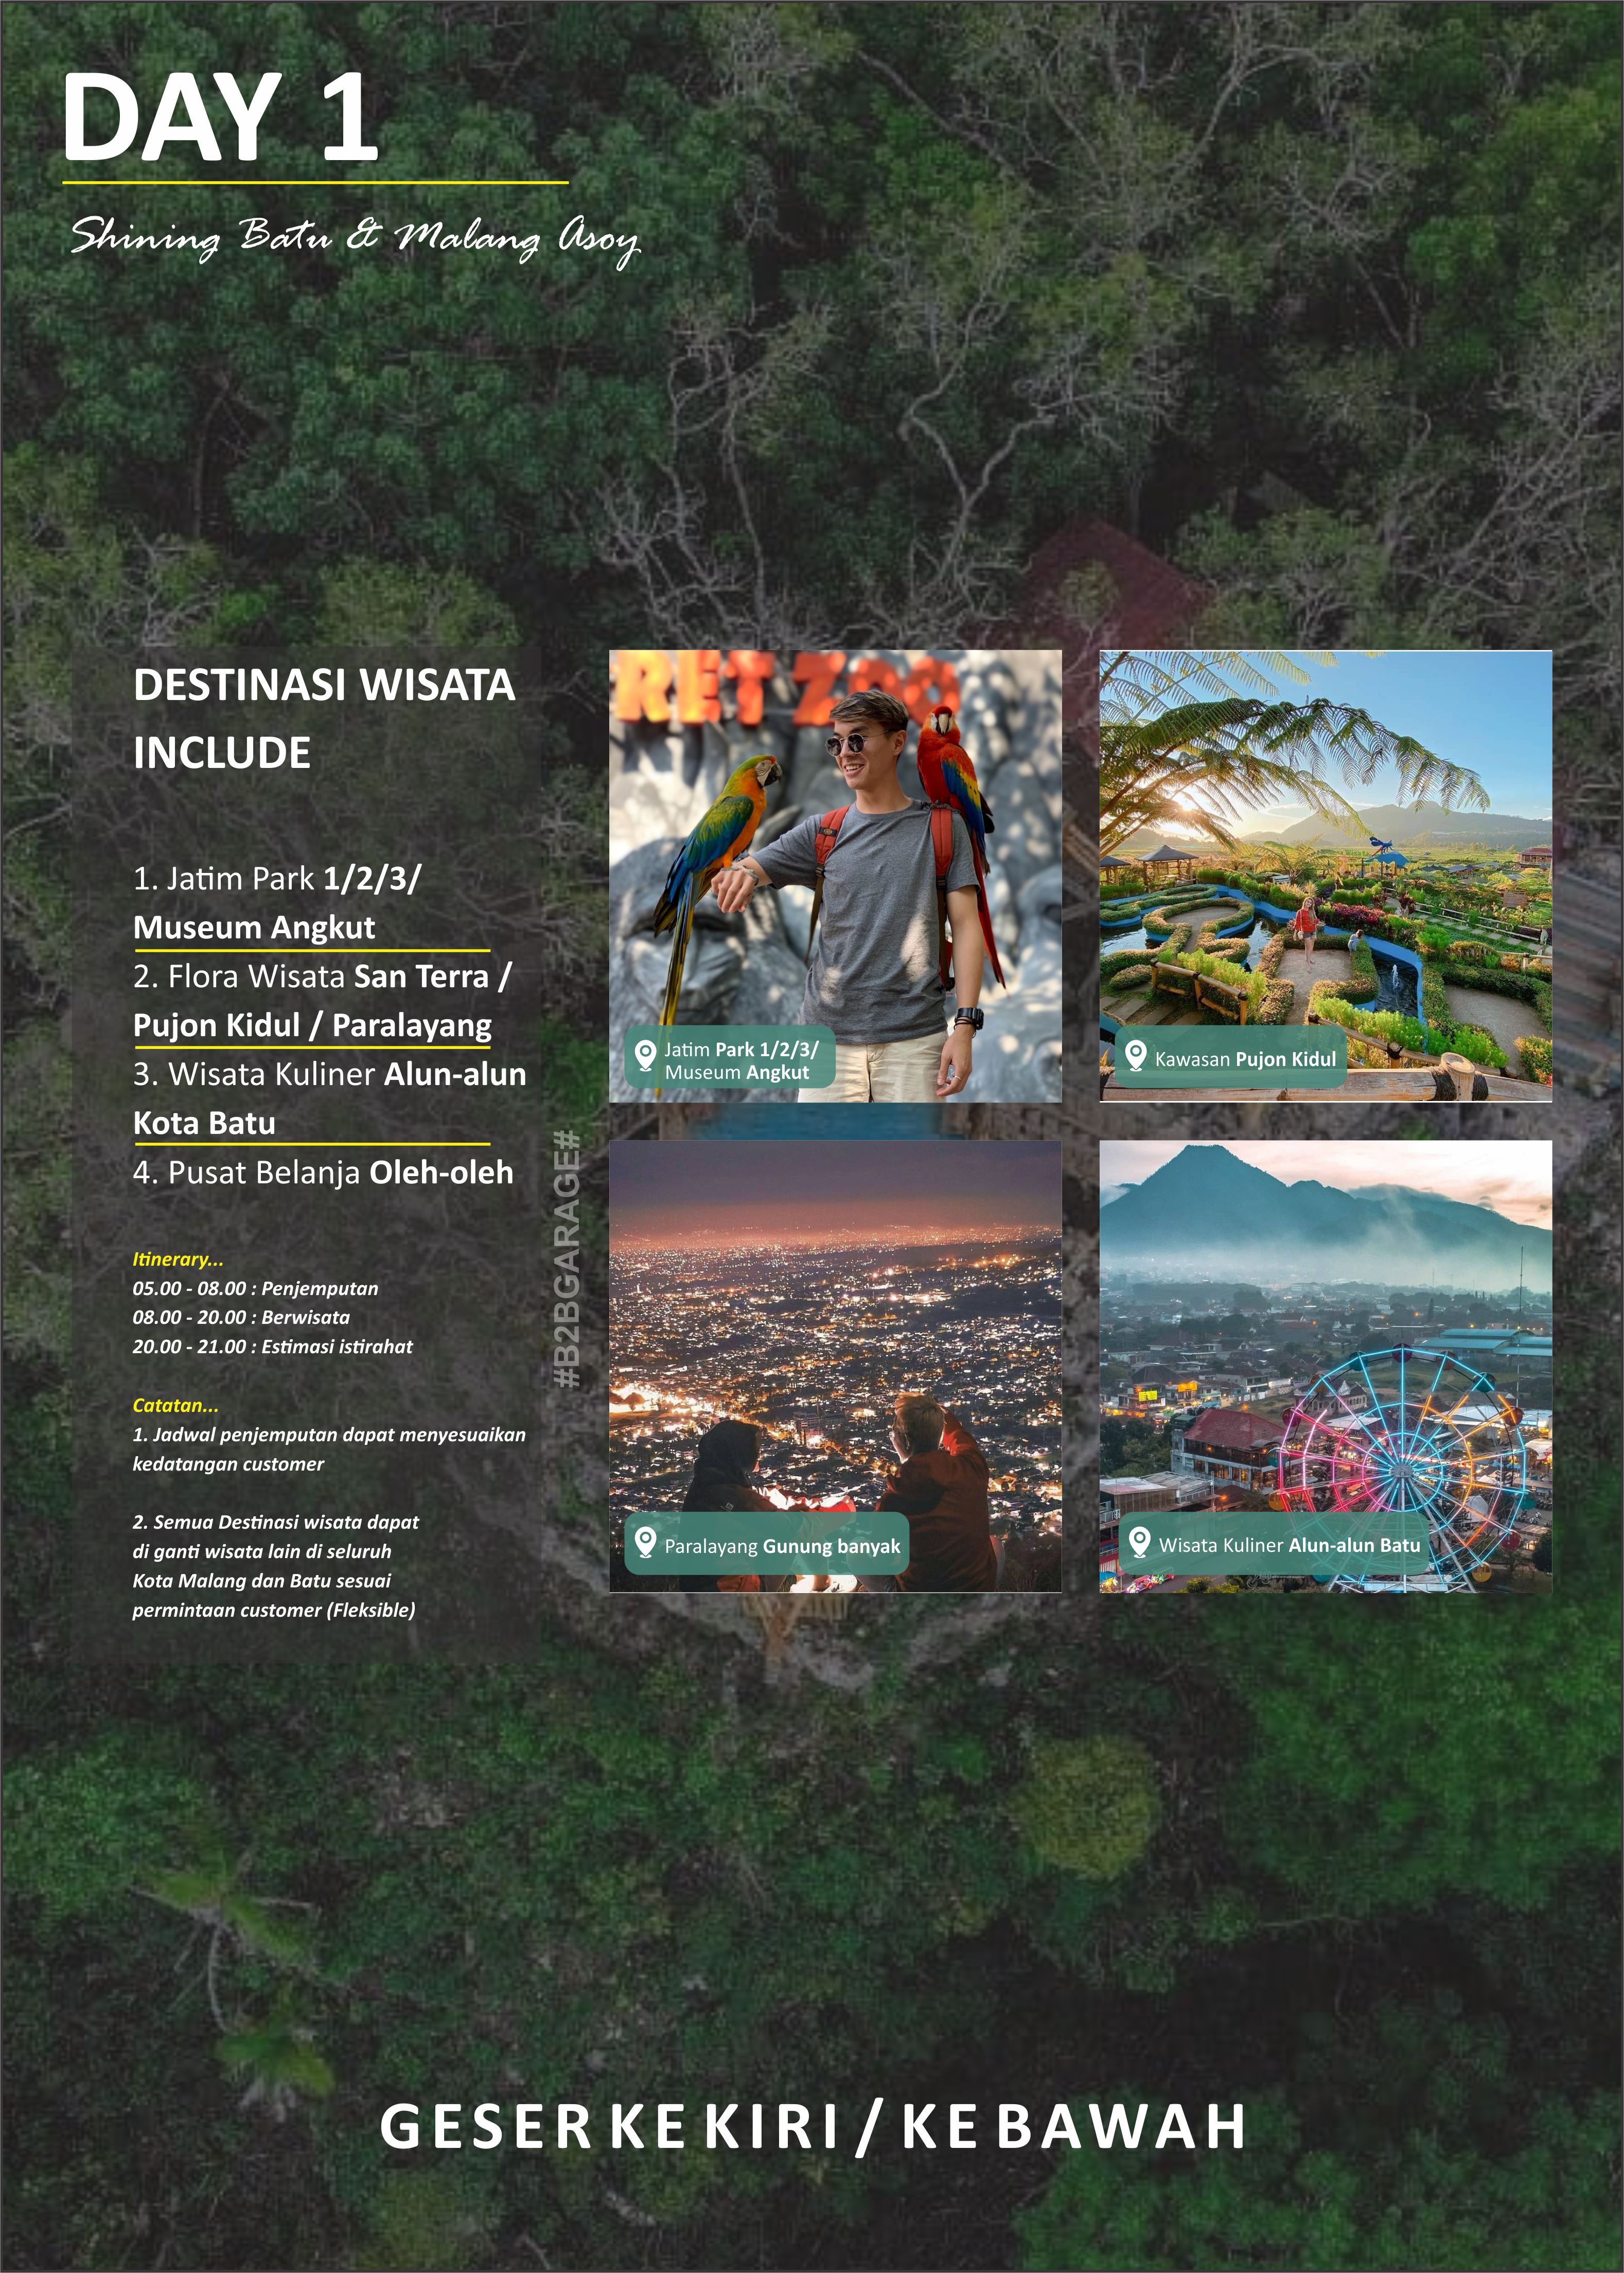 DAY 1
Shining Batu & Malang Asoy
DESTINASI WISATA
INCLUDE
1. Jatim Park 1/2/3/
Museum Angkut
2. Flora Wisata San Terra /
Pujon Kidul / Paralayang
3. Wisata Kuliner Alun-alun
Kota Batu
4. Pusat Belanja Oleh-oleh
Itinerary...
05.00 - 08.00 : Penjemputan
08.00 - 20.00 : Berwisata
20.00 - 21.00 : Estimasi istirahat
Catatan...
1. Jadwal penjemputan dapat menyesuaikan
kedatangan customer
2. Semua Destinasi wisata dapat
di ganti wisata lain di seluruh
Kota Malang dan Batu sesuai
permintaan customer (Fleksible)
#B2BGARAGE#
RET ZOO
Jatim Park 1/2/3/
Museum Angkut
Kawasan Pujon Kidul
Paralayang Gunung banyak
Wisata Kuliner Alun-alun Batu
GESER KE KIRI / KE BAWAH